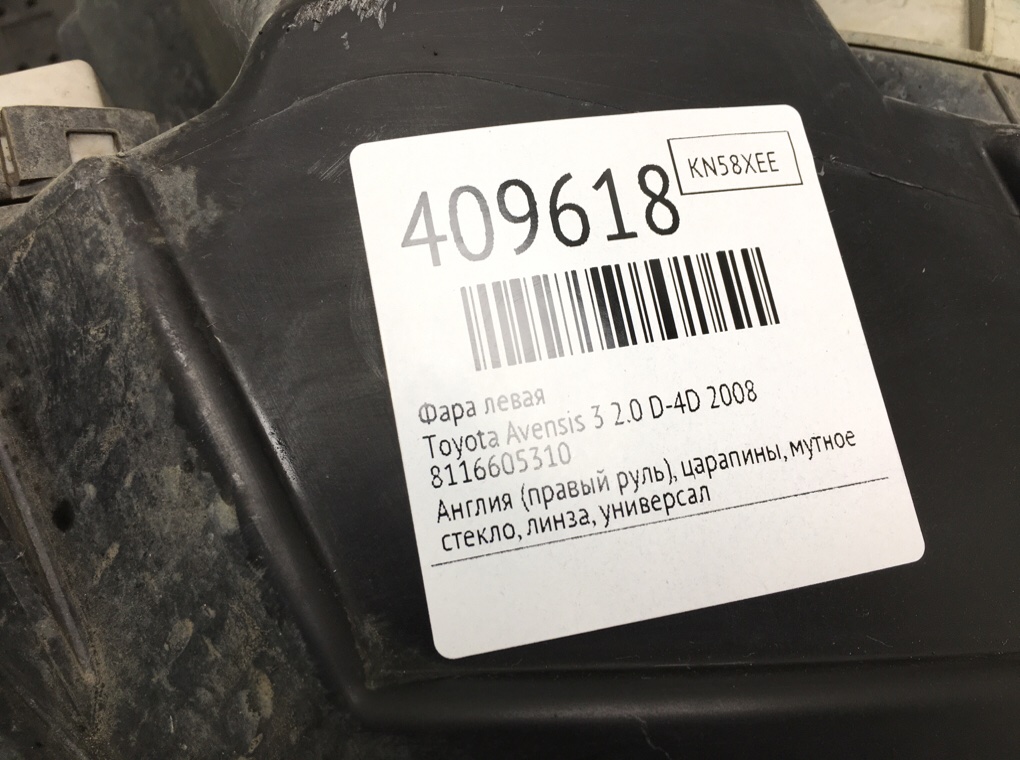 KN58XEE
409618
Фара левая
Toyota Avensis 3 2.0 D-4D 2008
8116605310
Англия (правый руль), царапины, мутное
стекло, линза, универсал